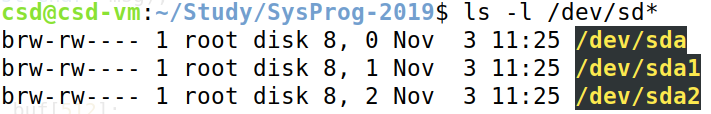 csd@csd-vm:~/Study/SysProg-2019$ ls -l /dev/sd*
brw-rw---- 1 root disk 8, 0 Nov  3 11:25 /dev/sda
brw-rw---- 1 root disk 8, 1 Nov  3 11:25 /dev/sda1
brw-rw---- 1 root disk 8, 2 Nov  3 11:25 /dev/sda2